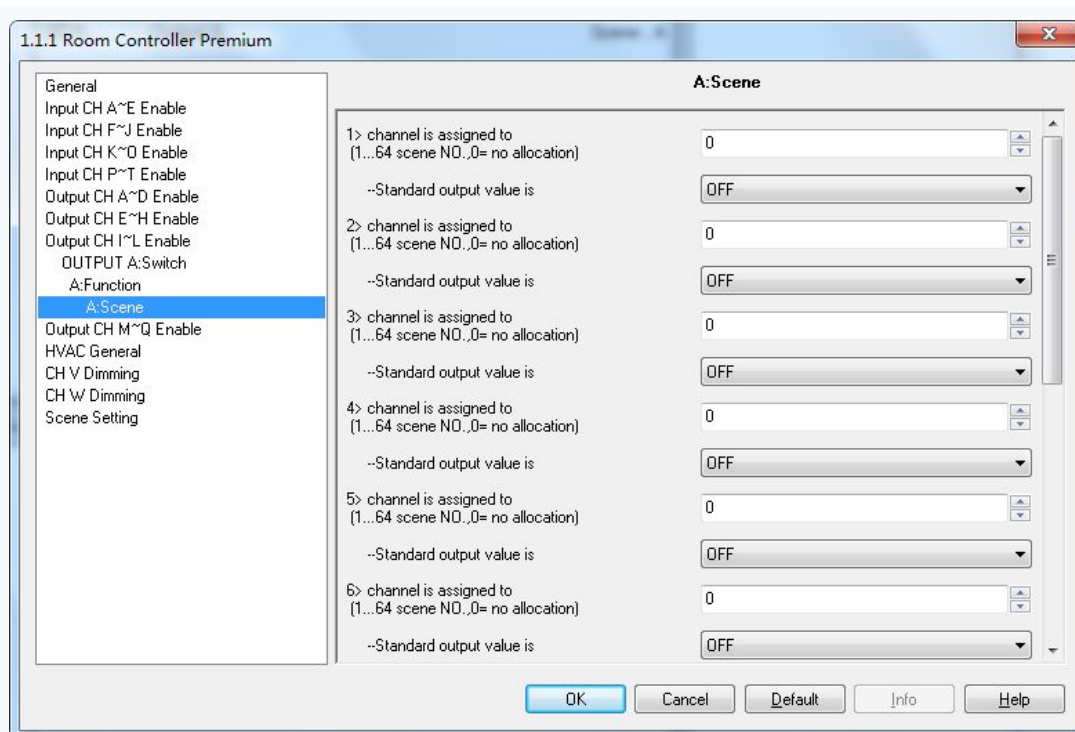 1.1.1 Room Controller Premium
General
Input CH A~E Enable
Input CH F~J Enable
Input CH K~O Enable
Input CH P~T Enable
Output CH A~D Enable
Output CH E~H Enable
Output CH I~L Enable
OUTPUT A:Switch
A:Function
A:Scene
Output CH M~Q Enable
HVAC General
CH V Dimming
CH W Dimming
Scene Setting
A:Scene
1> channel is assigned to
(1...64 scene NO.,0= no allocation)
0
--Standard output value is
OFF
2> channel is assigned to
(1...64 scene NO.,0= no allocation)
0
--Standard output value is
OFF
3> channel is assigned to
(1...64 scene NO.,0= no allocation)
0
--Standard output value is
OFF
4> channel is assigned to
(1...64 scene NO.,0= no allocation)
0
--Standard output value is
OFF
5> channel is assigned to
(1...64 scene NO.,0= no allocation)
0
--Standard output value is
OFF
6> channel is assigned to
(1...64 scene NO.,0= no allocation)
0
--Standard output value is
OFF
OK
Cancel
Default
Info
Help